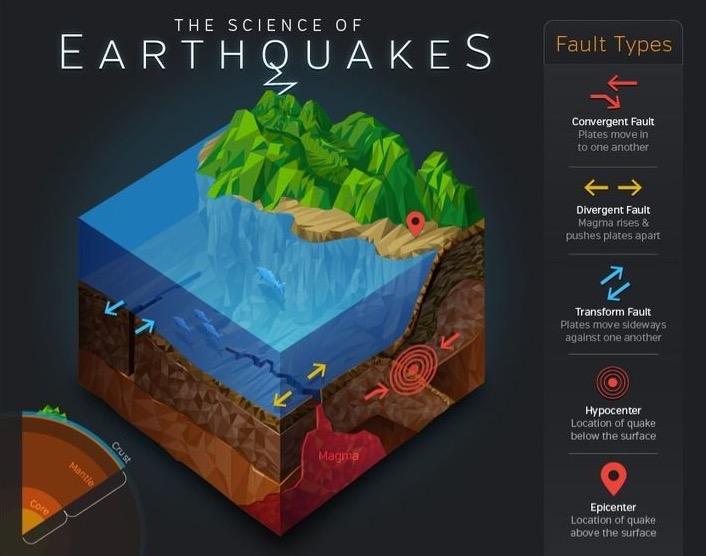 THE SCIENCE OF
EARTHQUAKES
Fault Types
Convergent Fault
Plates move in
to one another
Divergent Fault
Magma rises &
pushes plates apart
Transform Fault
Plates move sideways
against one another
Hypocenter
Location of quake
below the surface
Epicenter
Location of quake
above the surface
Magma
Crust
Mantle
Core